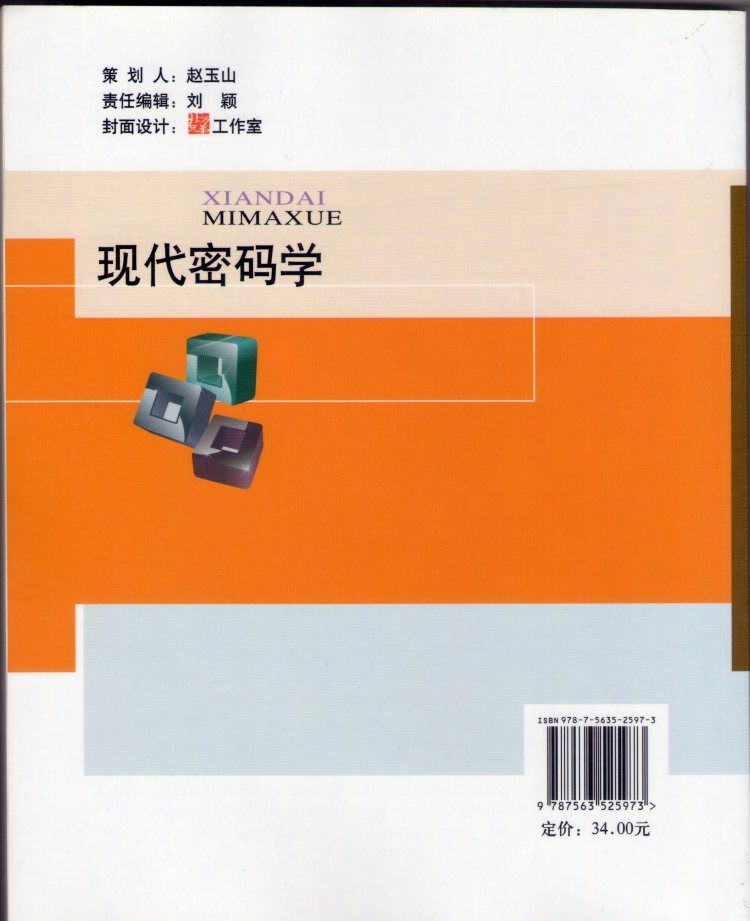 策 划 人：赵玉山
责任编辑：刘 颖
封面设计： 工作室
XIANDAI
MIMAXUE
现代密码学
ISBN 978-7-5635-2597-3
9 787563 525973 >
定价：34.00元